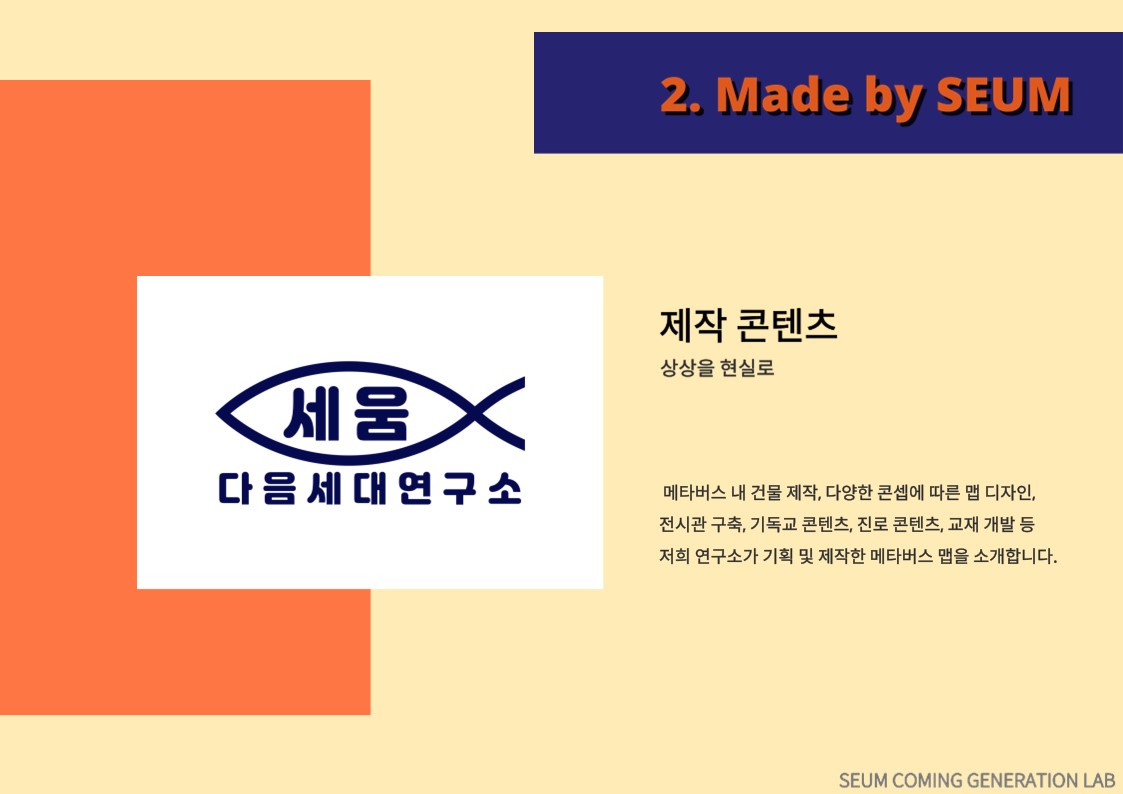 2. Made by SEUM
세움
다음세대연구소
제작 콘텐츠
상상을 현실로
메타버스 내 건물 제작, 다양한 콘셉에 따른 맵 디자인,
전시관 구축, 기독교 콘텐츠, 진로 콘텐츠, 교재 개발 등
저희 연구소가 기획 및 제작한 메타버스 맵을 소개합니다.
SEUM COMING GENERATION LAB